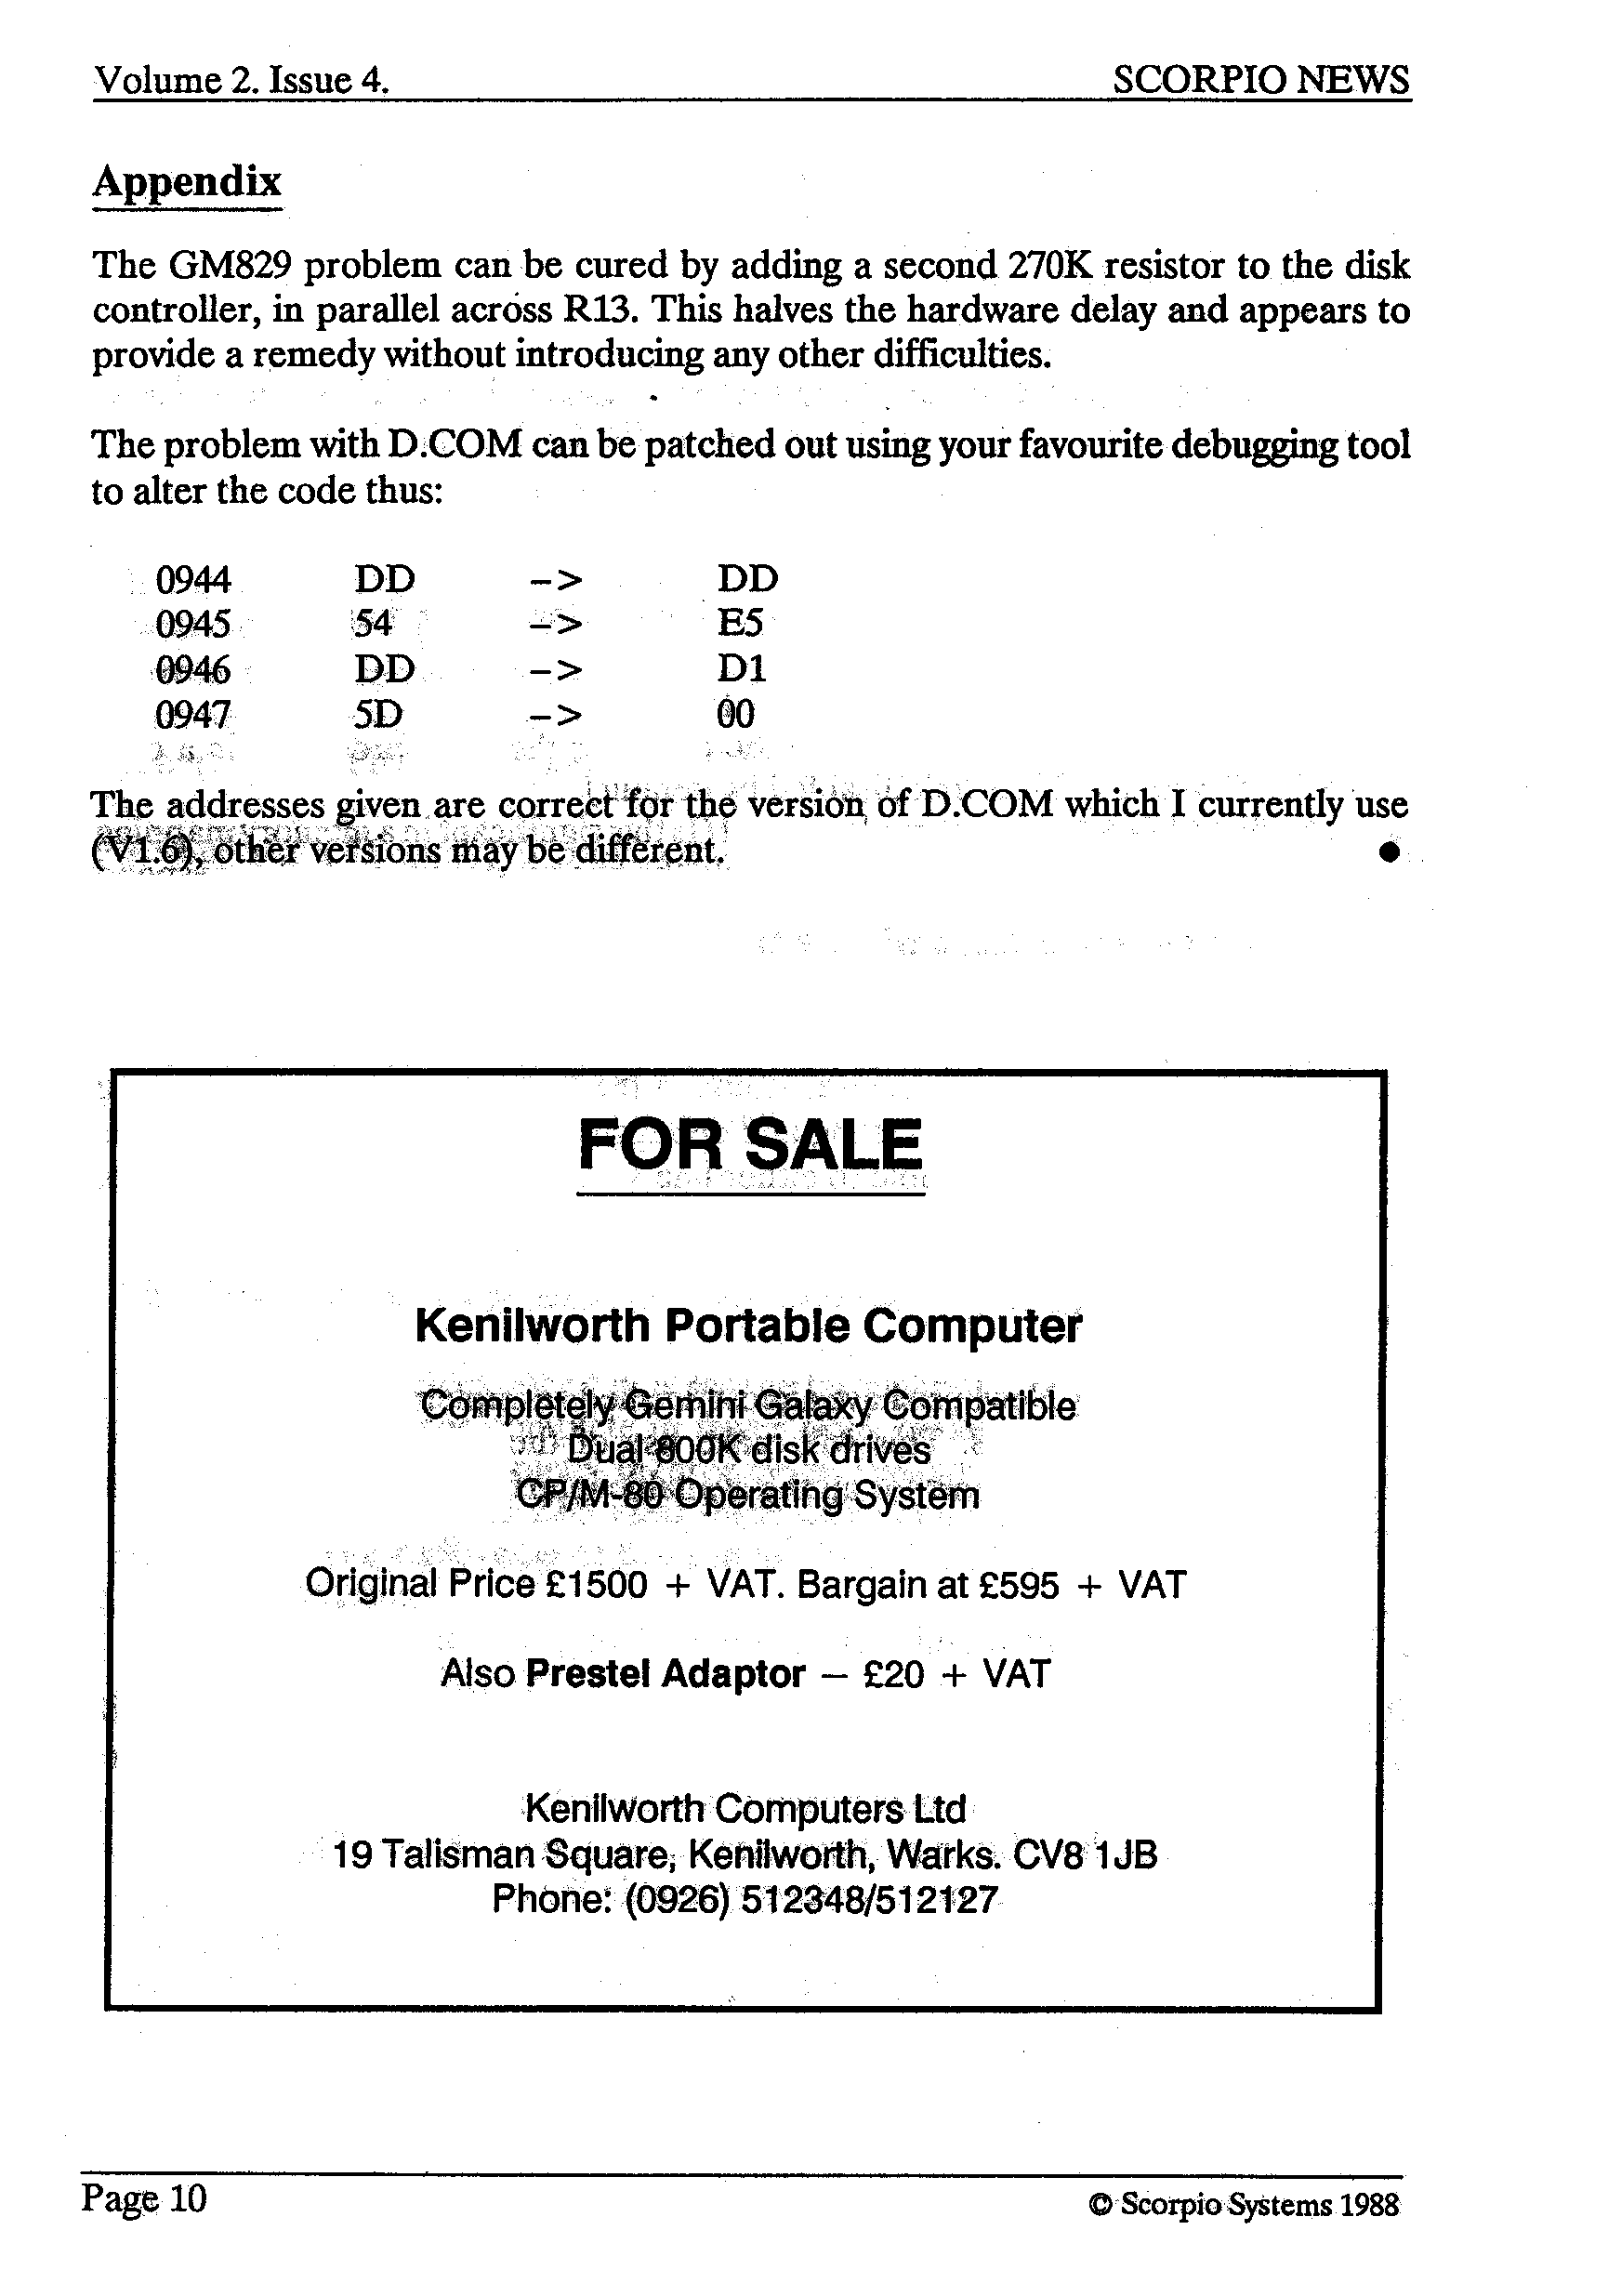 Volume 2. Issue 4. SCORPIO NEWS
Appendix
The GM829 problem can be cured by adding a second 270K resistor to the disk
controller, in parallel across R13. This halves the hardware delay and appears to
provide a remedy without introducing any other difficulties.
The problem with D.COM can be patched out using your favourite debugging tool
to alter the code thus:
0944 DD –> DD
0945 54 –> E5
0946 DD –> D1
0947 5D –> 00
The addresses given are correct for the version of D.COM which I currently use
(V1.6), other versions may be different. ●
FOR SALE
Kenilworth Portable Computer
Completely Gemini Galaxy Compatible
Dual 800K disk drives
CP/M-80 Operating System
Original Price £1500 + VAT. Bargain at £595 + VAT
Also Prestel Adaptor – £20 + VAT
Kenilworth Computers Ltd
19 Talisman Square, Kenilworth, Warks. CV8 1JB
Phone: (0926) 512348/512127
Page 10 © Scorpio Systems 1988